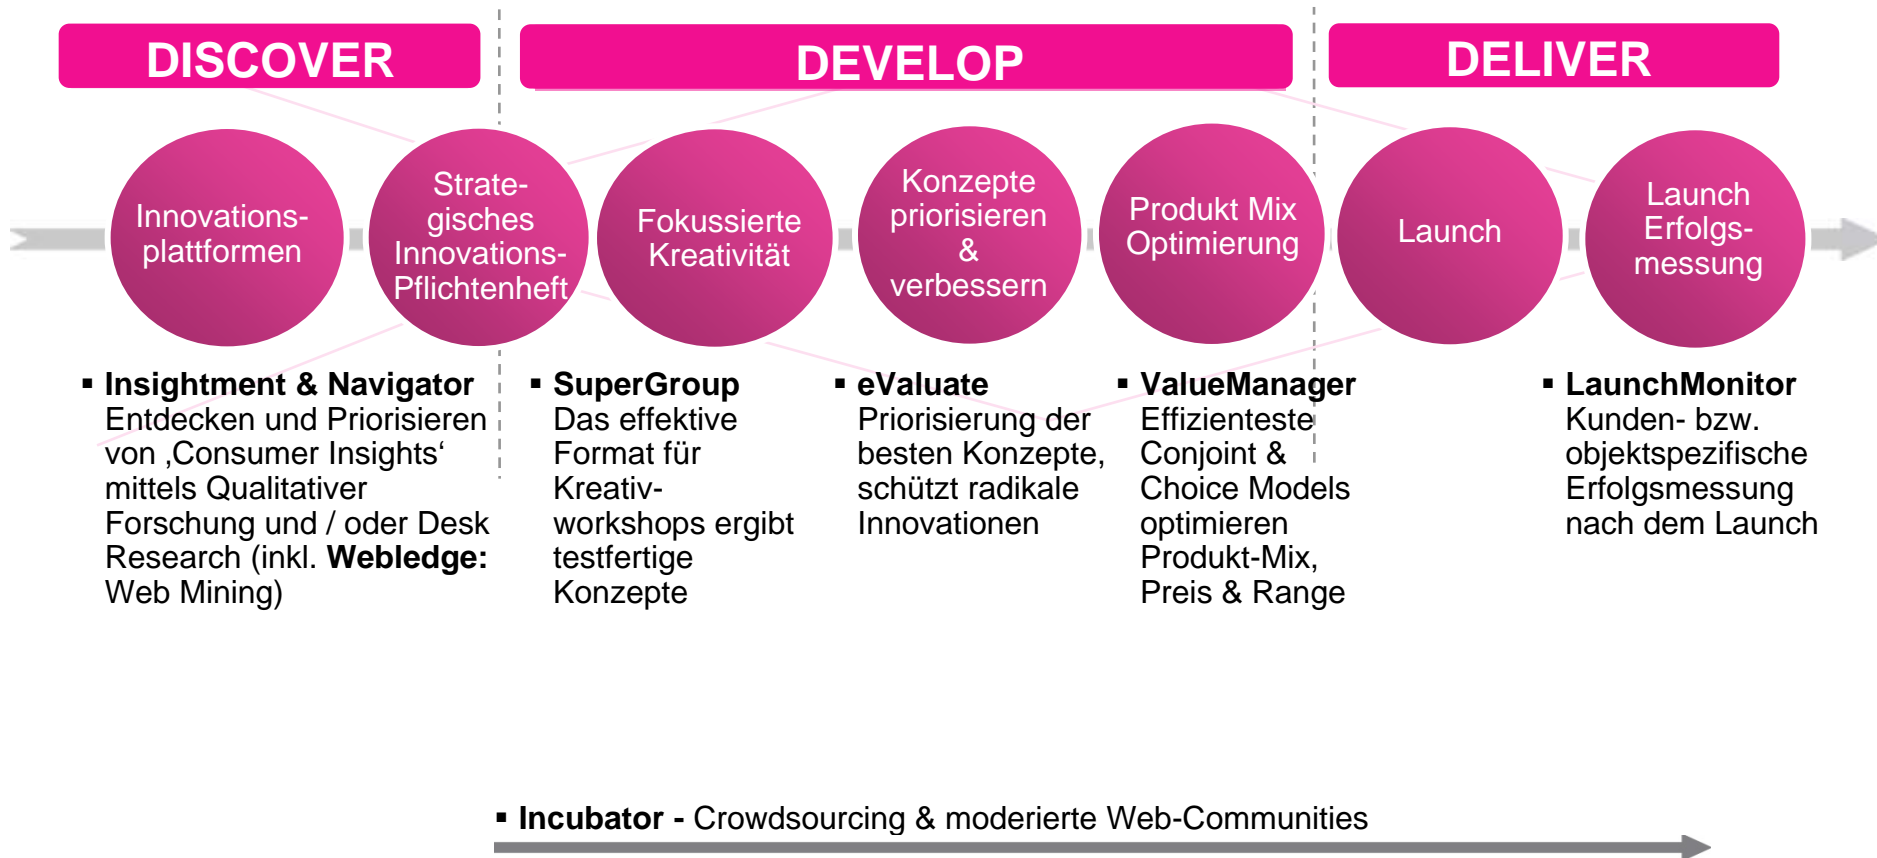 DISCOVER
DEVELOP
DELIVER
Innovations-
plattformen
Strate-
gisches
Innovations-
Pflichtenheft
Fokussierte
Kreativität
Konzepte
priorisieren
&
verbessern
Produkt Mix
Optimierung
Launch
Launch
Erfolgs-
messung
▪ Insightment & Navigator
Entdecken und Priorisieren
von ‚Consumer Insights‘
mittels Qualitativer
Forschung und / oder Desk
Research (inkl. Webledge:
Web Mining)
▪ SuperGroup
Das effektive
Format für
Kreativ-
workshops ergibt
testfertige
Konzepte
▪ eValuate
Priorisierung der
besten Konzepte,
schützt radikale
Innovationen
▪ ValueManager
Effizienteste
Conjoint &
Choice Models
optimieren
Produkt-Mix,
Preis & Range
▪ LaunchMonitor
Kunden- bzw.
objektspezifische
Erfolgsmessung
nach dem Launch
▪ Incubator - Crowdsourcing & moderierte Web-Communities